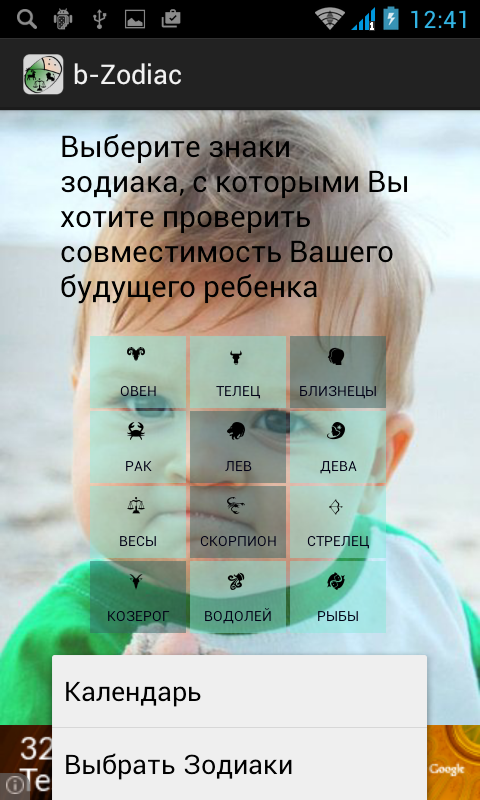 12:41
b-Zodiac
Выберите знаки
зодиака, с которыми Вы
хотите проверить
совместимость Вашего
будущего ребенка
ОВЕН ТЕЛЕЦ БЛИЗНЕЦЫ
РАК ЛЕВ ДЕВА
ВЕСЫ СКОРПИОН СТРЕЛЕЦ
КОЗЕРОГ ВОДОЛЕЙ РЫБЫ
Календарь
32
Te
Google
Выбрать Зодиаки